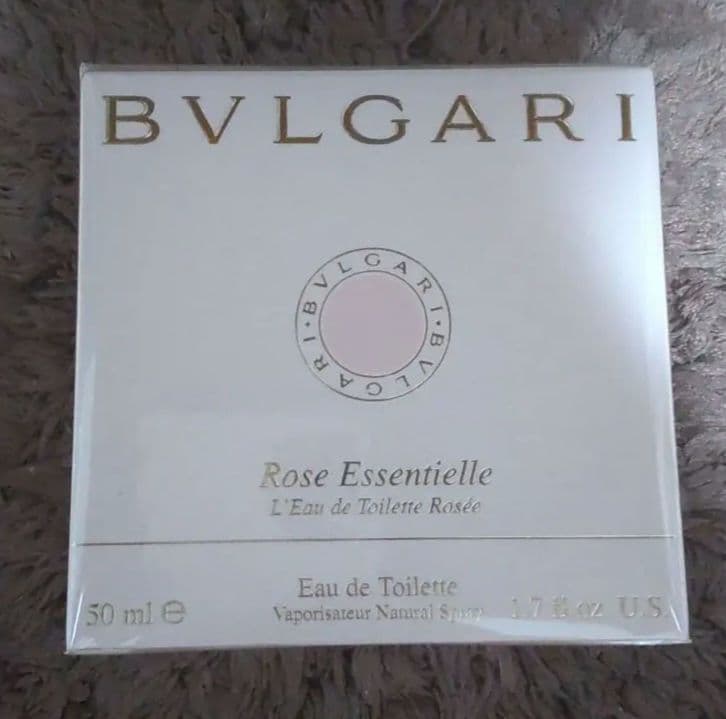 BVLGARI
BVLGARI · BVLGARI ·
Rose Essentielle
L'Eau de Toilette Rosée
Eau de Toilette
50 ml ℮ Vaporisateur Natural Spray 1.7 fl oz U.S.